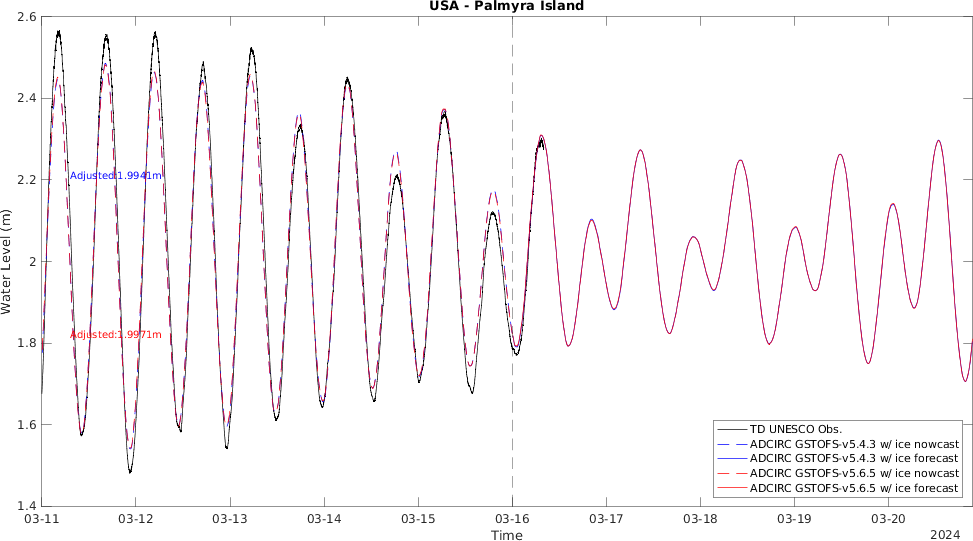 USA - Palmyra Island
2.6
2.4
2.2
2
1.8
1.6
1.4
Water Level (m)
Adjusted:1.9941m
Adjusted:1.9971m
TD UNESCO Obs.
ADCIRC GSTOFS-v5.4.3 w/ ice nowcast
ADCIRC GSTOFS-v5.4.3 w/ ice forecast
ADCIRC GSTOFS-v5.6.5 w/ ice nowcast
ADCIRC GSTOFS-v5.6.5 w/ ice forecast
03-11 03-12 03-13 03-14 03-15 03-16 03-17 03-18 03-19 03-20
Time
2024